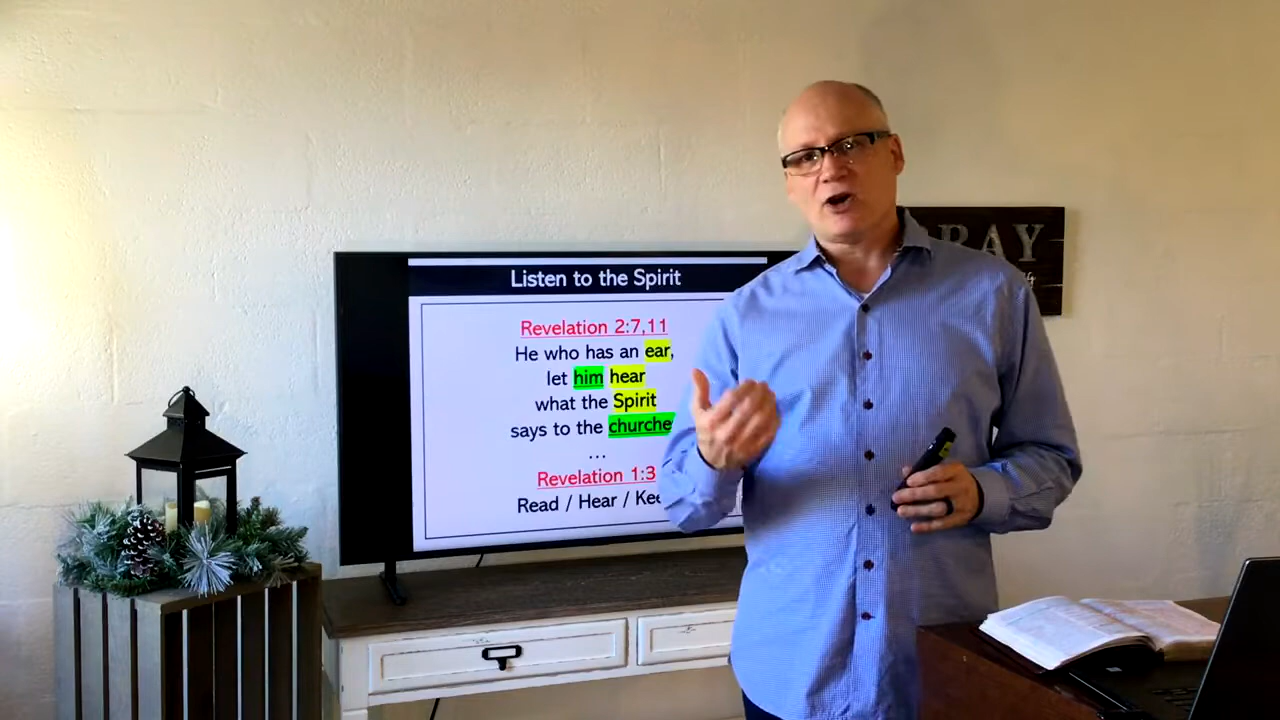 Listen to the Spirit
Revelation 2:7,11
He who has an ear,
let him hear
what the Spirit
says to the churche
...
Revelation 1:3
Read / Hear / Kee
RAY